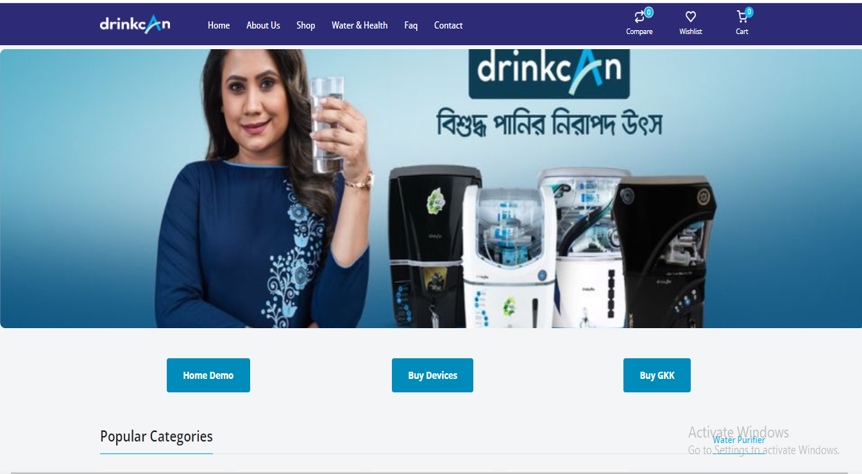 drinkcAn
Home About Us Shop Water & Health Faq Contact
0 0
Compare Wishlist Cart
drinkcAn
বিশুদ্ধ পানির নিরাপদ উৎস
Home Demo Buy Devices Buy GKK
Popular Categories
Water Purifier
Activate Windows
Go to Settings to activate Windows.